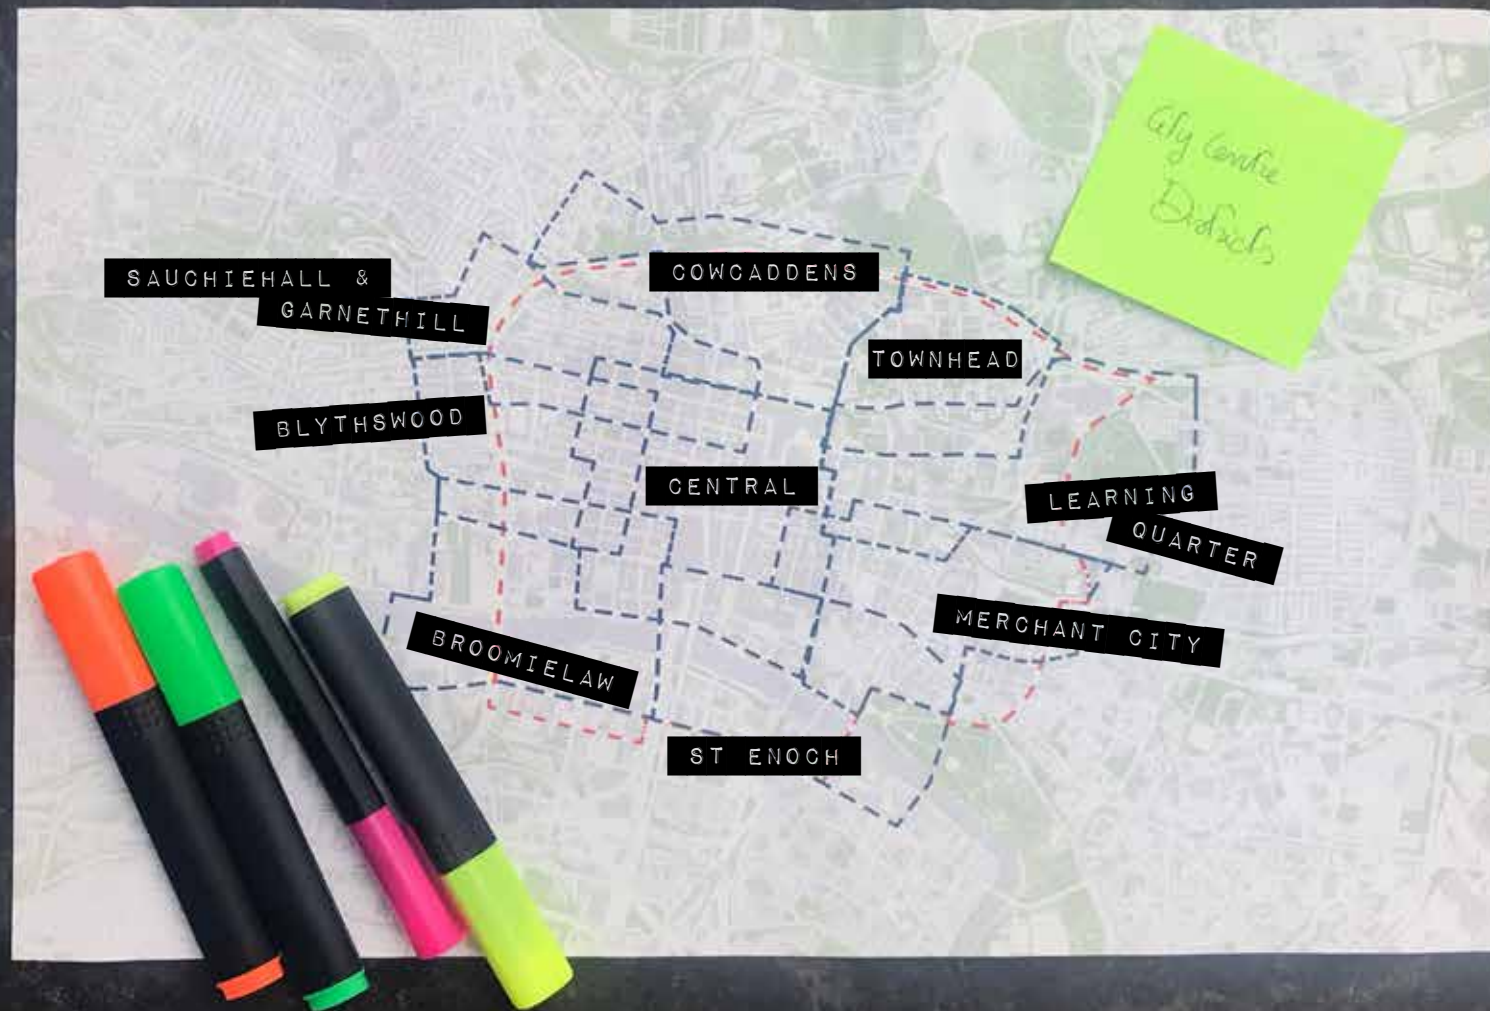 City Centre
Districts
SAUCHIEHALL &
GARNETHILL
COWCADDENS
TOWNHEAD
BLYTHSWOOD
CENTRAL
LEARNING
QUARTER
MERCHANT CITY
BROOMIELAW
ST ENOCH